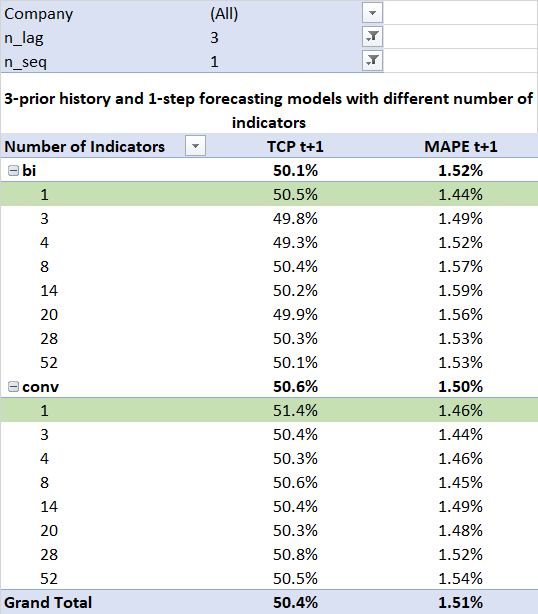 Company (All)
n_lag 3
n_seq 1
3-prior history and 1-step forecasting models with different number of
indicators
Number of Indicators TCP t+1 MAPE t+1
bi 50.1% 1.52%
1 50.5% 1.44%
3 49.8% 1.49%
4 49.3% 1.52%
8 50.4% 1.57%
14 50.2% 1.59%
20 49.9% 1.56%
28 50.3% 1.53%
52 50.1% 1.53%
conv 50.6% 1.50%
1 51.4% 1.46%
3 50.4% 1.44%
4 50.3% 1.46%
8 50.6% 1.45%
14 50.4% 1.49%
20 50.3% 1.48%
28 50.8% 1.52%
52 50.5% 1.54%
Grand Total 50.4% 1.51%